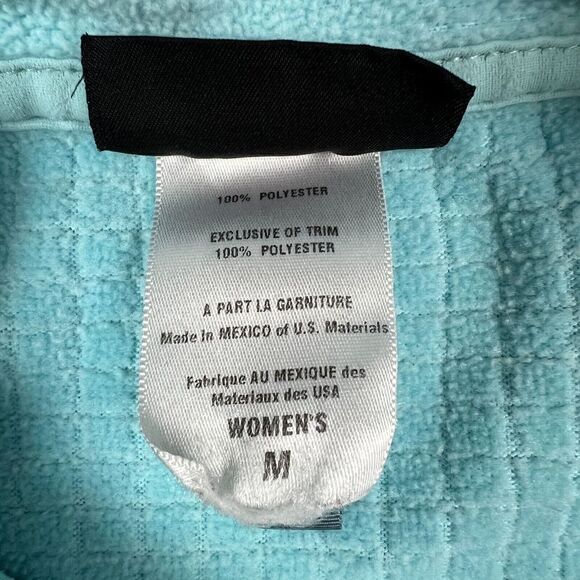 100% POLYESTER
EXCLUSIVE OF TRIM
100% POLYESTER
A PART LA GARNITURE
Made in MEXICO of U.S. Materials
Fabrique AU MEXIQUE des
Materiaux des USA
WOMEN'S
M